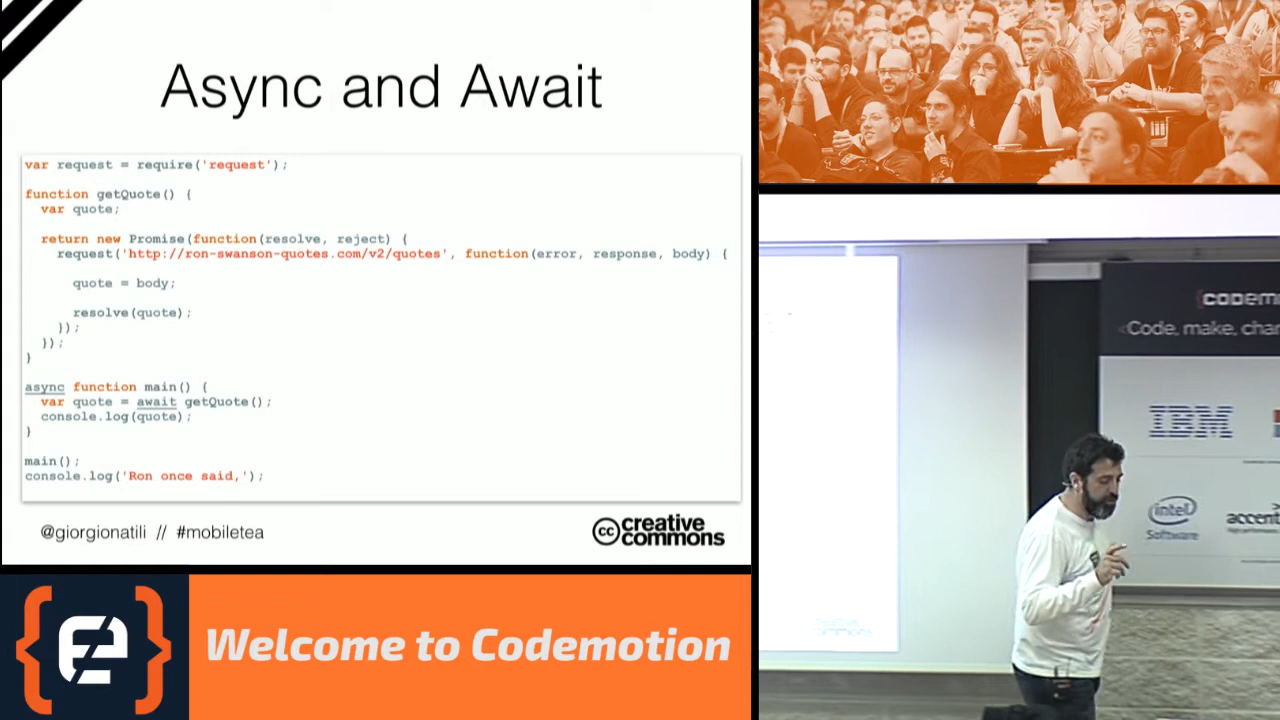 Async and Await
var request = require('request');
function getQuote() {
var quote;
return new Promise(function(resolve, reject) {
request('http://ron-swanson-quotes.com/v2/quotes', function(error, response, body) {
quote = body;
resolve(quote);
});
});
}
async function main() {
var quote = await getQuote();
console.log(quote);
}
main();
console.log('Ron once said,');
@giorgionatili // #mobiletea
cc creative
commons
Welcome to Codemotion
{codem
<Code, make, chan
IBM
intel
Software
accent